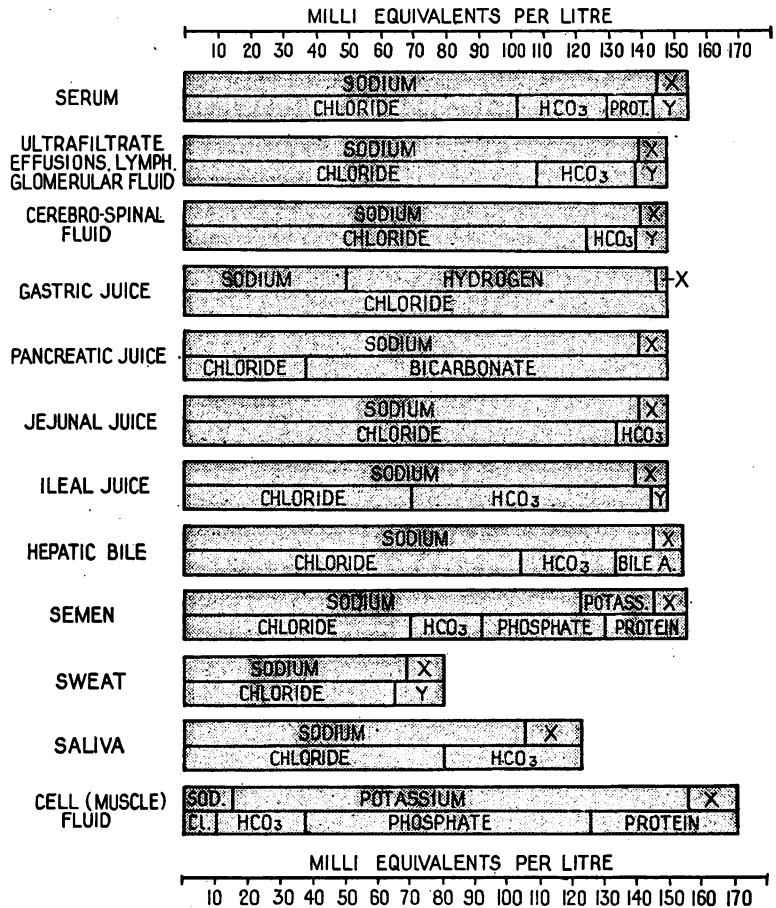 MILLI EQUIVALENTS PER LITRE
10 20 30 40 50 60 70 80 90 100 110 120 130 140 150 160 170
SERUM
SODIUM X
CHLORIDE HCO3 PROT. Y
ULTRAFILTRATE
EFFUSIONS, LYMPH.
GLOMERULAR FLUID
SODIUM X
CHLORIDE HCO3 Y
CEREBRO-SPINAL
FLUID
SODIUM X
CHLORIDE HCO3 Y
GASTRIC JUICE
SODIUM HYDROGEN X
CHLORIDE
PANCREATIC JUICE
SODIUM X
CHLORIDE BICARBONATE
JEJUNAL JUICE
SODIUM X
CHLORIDE HCO3
ILEAL JUICE
SODIUM X
CHLORIDE HCO3 Y
HEPATIC BILE
SODIUM X
CHLORIDE HCO3 BILE A.
SEMEN
SODIUM POTASS. X
CHLORIDE HCO3 PHOSPHATE PROTEIN
SWEAT
SODIUM X
CHLORIDE Y
SALIVA
SODIUM X
CHLORIDE HCO3
CELL (MUSCLE)
FLUID
SOD. POTASSIUM X
CL. HCO3 PHOSPHATE PROTEIN
MILLI EQUIVALENTS PER LITRE
10 20 30 40 50 60 70 80 90 100 110 120 130 140 150 160 170